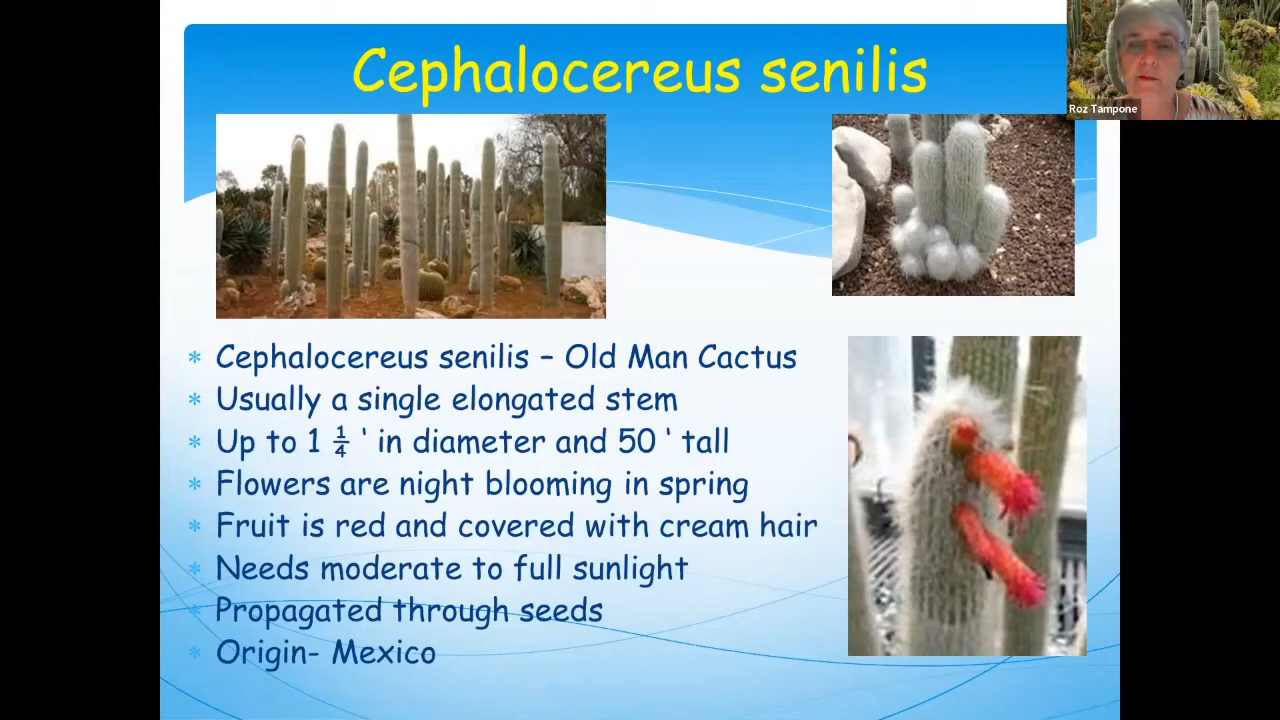 Cephalocereus senilis
Roz Tampone
Cephalocereus senilis – Old Man Cactus
Usually a single elongated stem
Up to 1 ¼ ‘ in diameter and 50 ‘ tall
Flowers are night blooming in spring
Fruit is red and covered with cream hair
Needs moderate to full sunlight
Propagated through seeds
Origin- Mexico